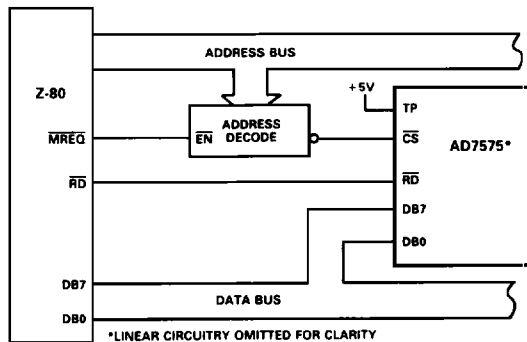 ADDRESS BUS
+5V
Z-80
TP
ADDRESS
DECODE
MREQ
EN
CS
AD7575*
RD
RD
DB7
DB0
DB7
DATA BUS
DB0
*LINEAR CIRCUITRY OMITTED FOR CLARITY